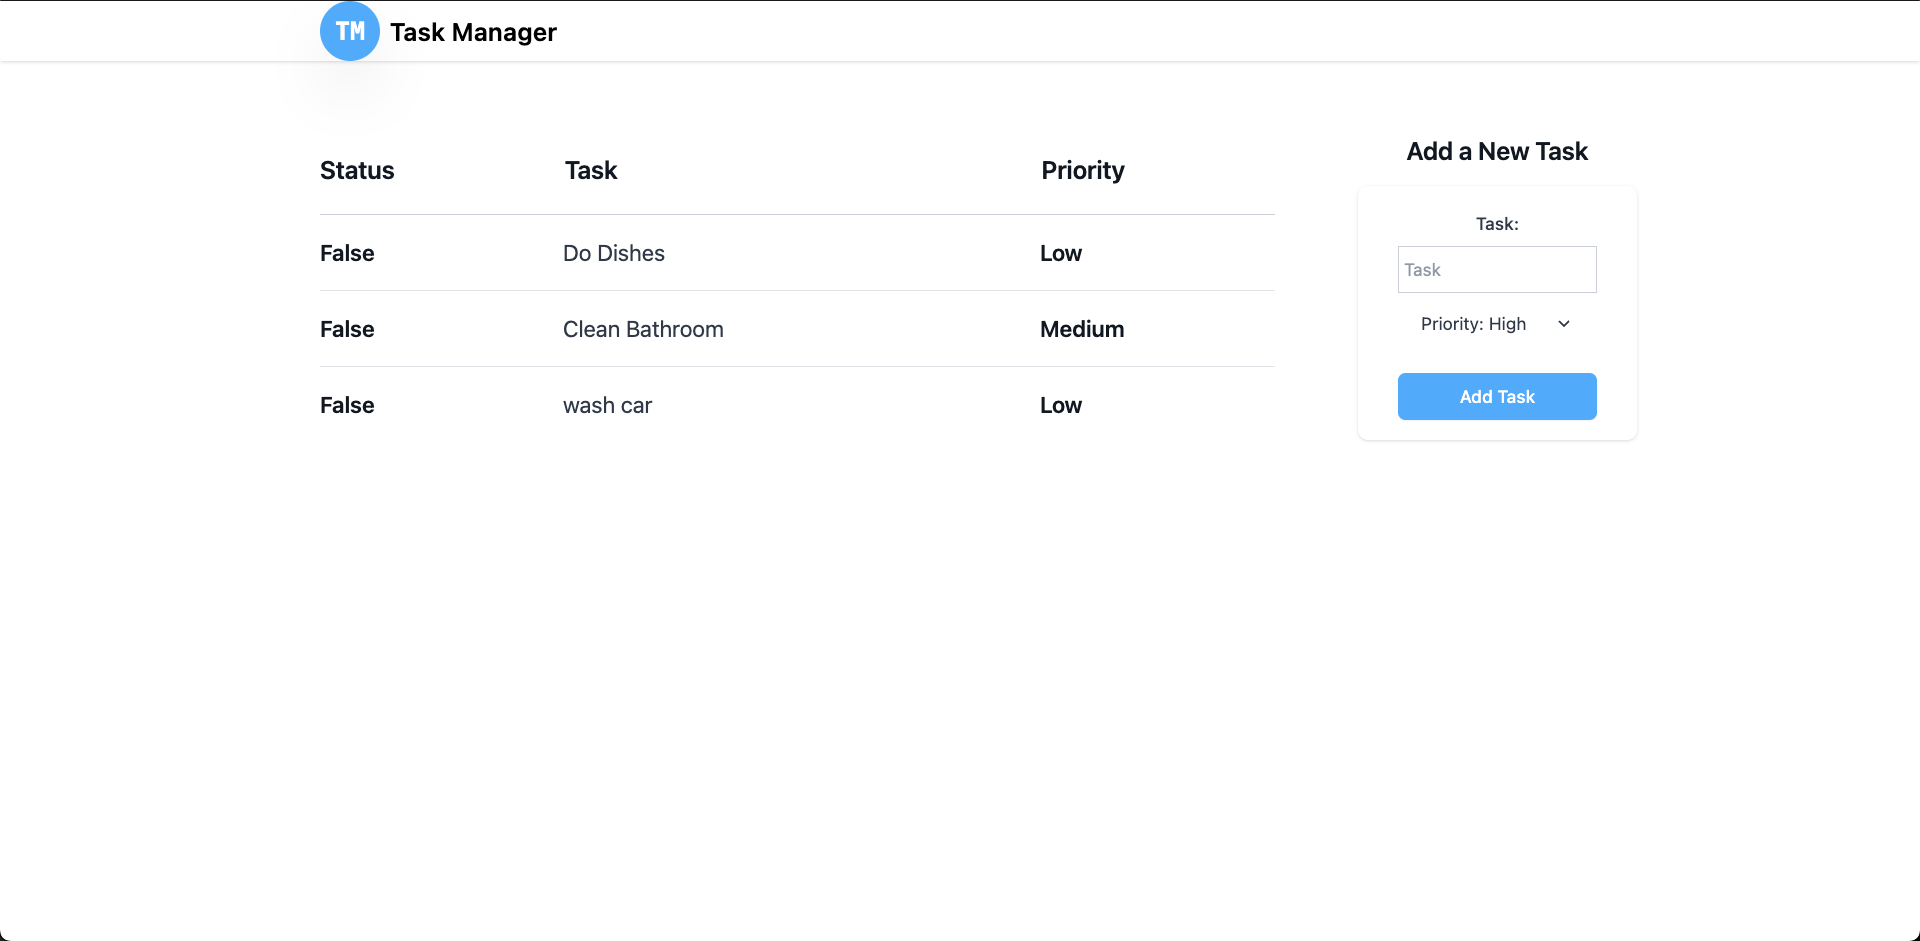 TM Task Manager
Status Task Priority
False Do Dishes Low
False Clean Bathroom Medium
False wash car Low
Add a New Task
Task:
Task
Priority: High
Add Task